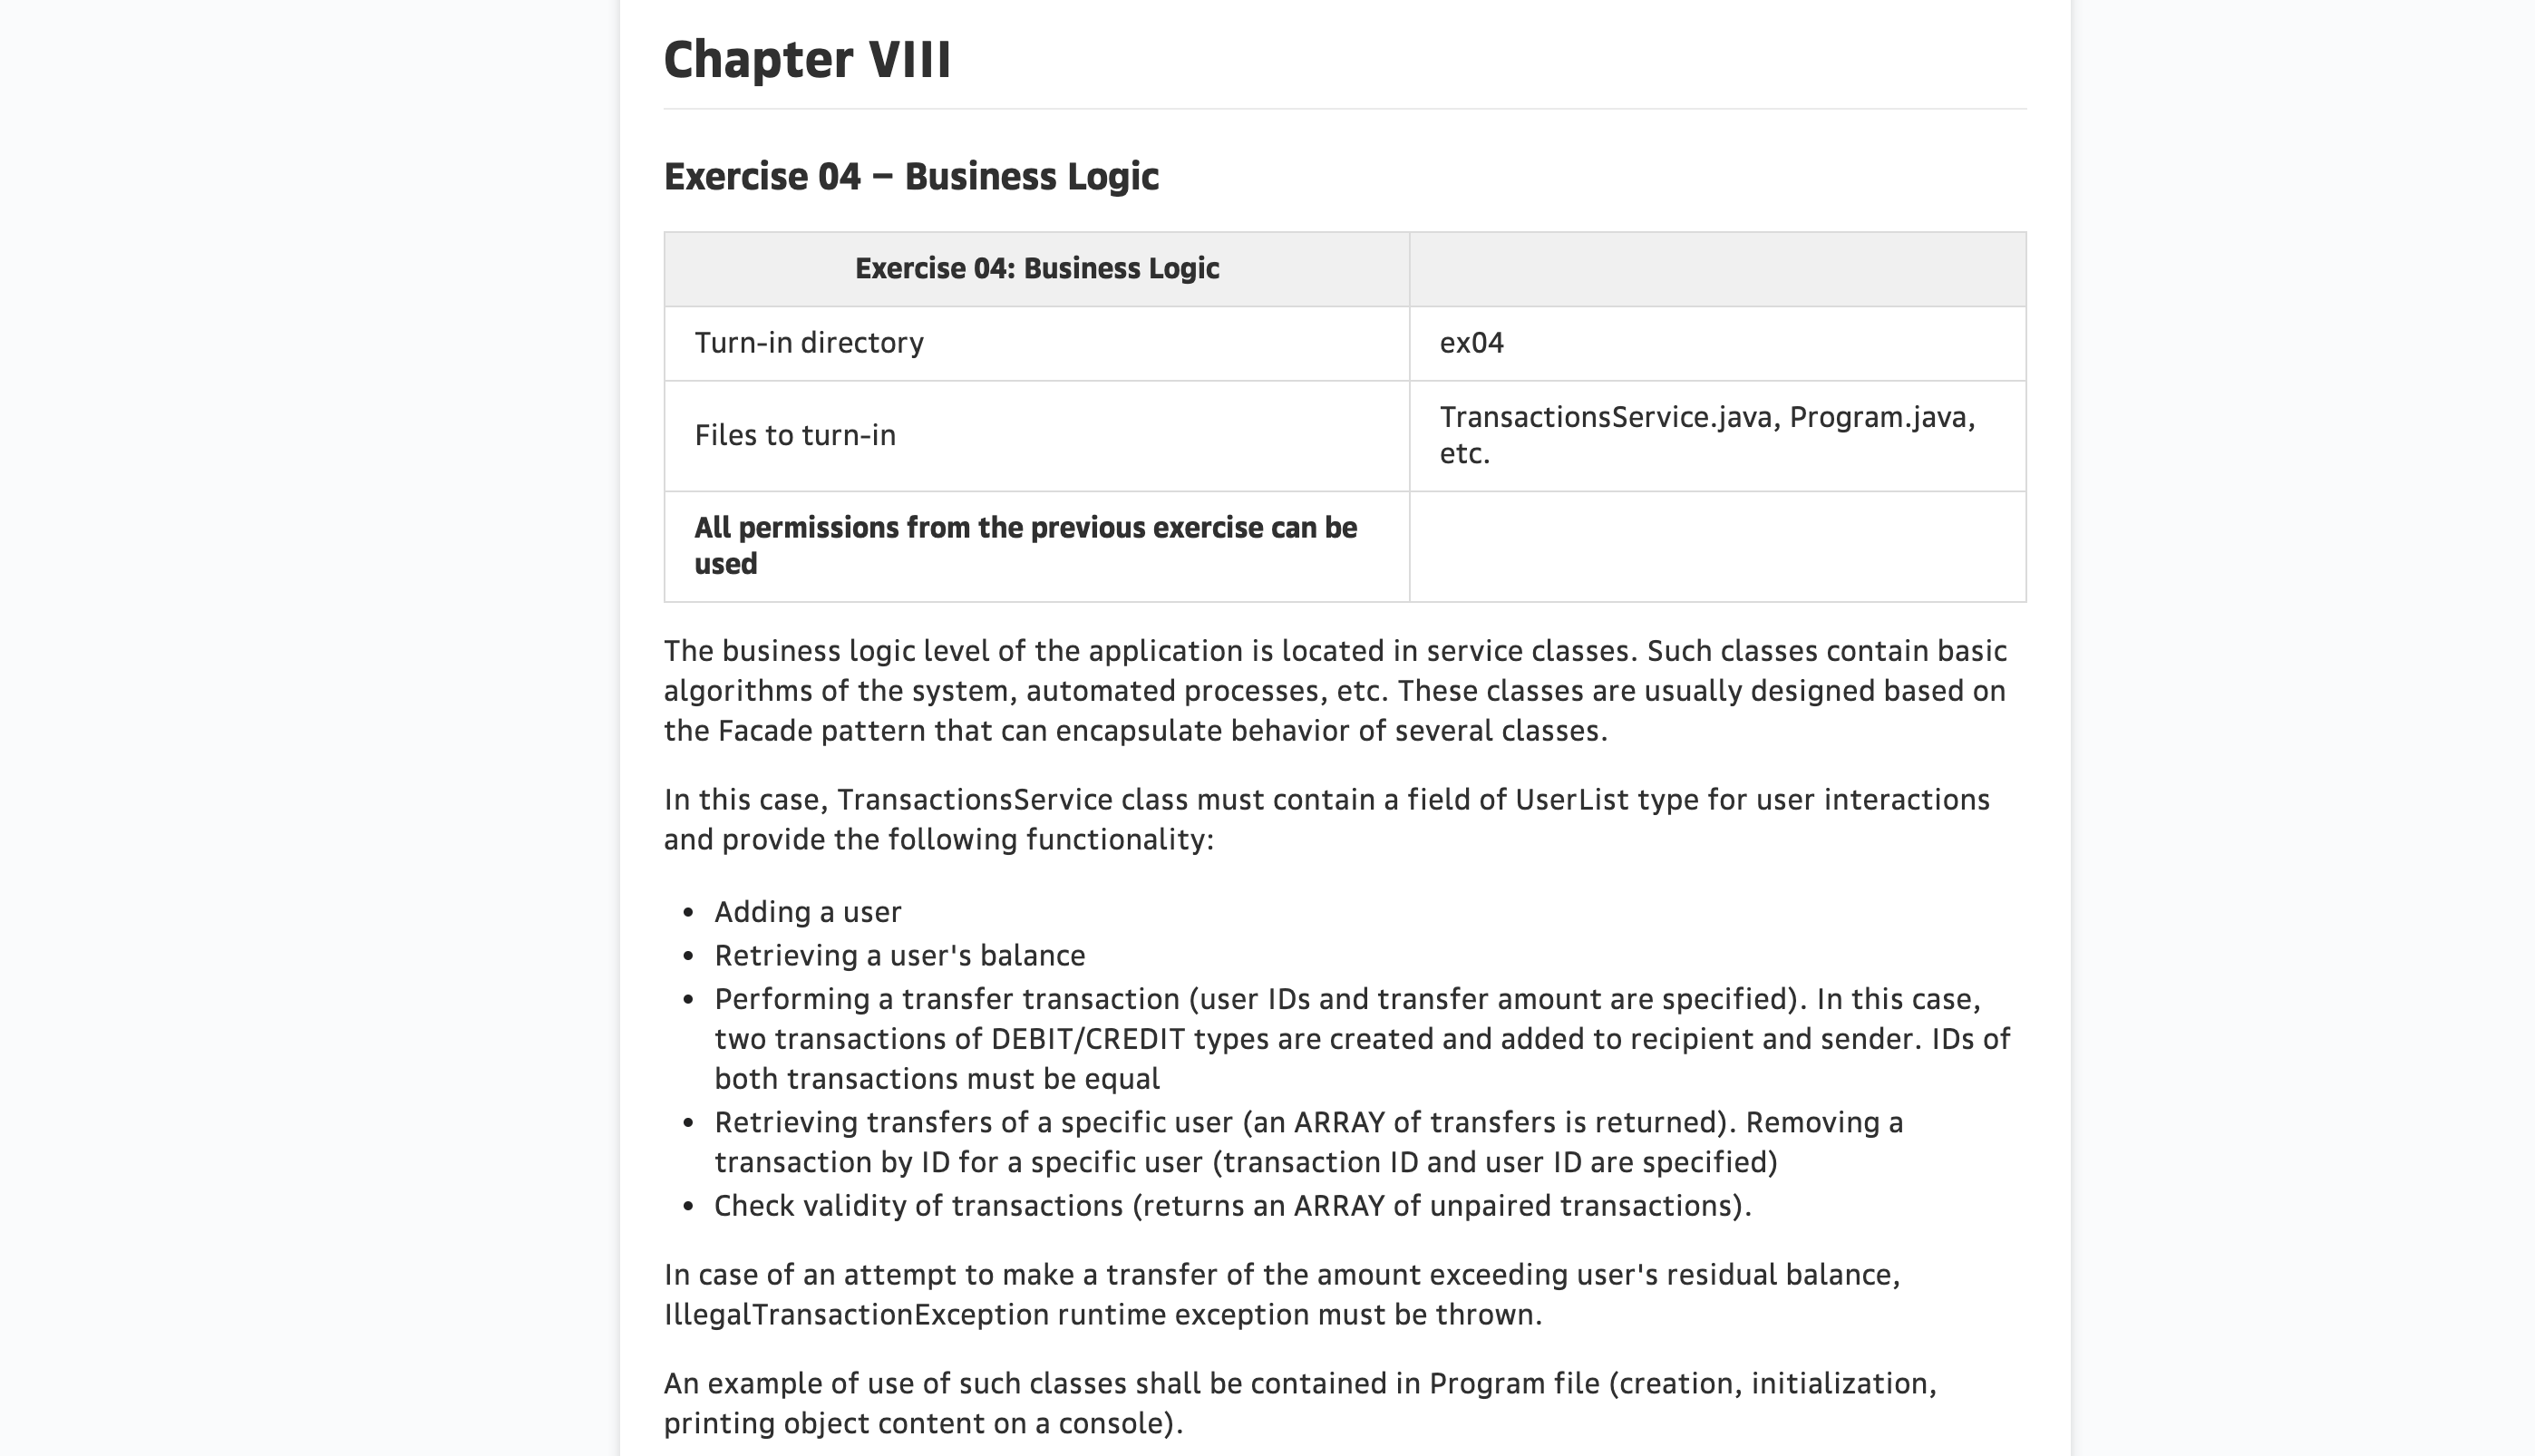 Chapter VIII
Exercise 04 – Business Logic
Exercise 04: Business Logic
Turn-in directory
ex04
Files to turn-in
TransactionsService.java, Program.java,
etc.
All permissions from the previous exercise can be
used
The business logic level of the application is located in service classes. Such classes contain basic
algorithms of the system, automated processes, etc. These classes are usually designed based on
the Facade pattern that can encapsulate behavior of several classes.
In this case, TransactionsService class must contain a field of UserList type for user interactions
and provide the following functionality:
• Adding a user
• Retrieving a user's balance
• Performing a transfer transaction (user IDs and transfer amount are specified). In this case,
two transactions of DEBIT/CREDIT types are created and added to recipient and sender. IDs of
both transactions must be equal
• Retrieving transfers of a specific user (an ARRAY of transfers is returned). Removing a
transaction by ID for a specific user (transaction ID and user ID are specified)
• Check validity of transactions (returns an ARRAY of unpaired transactions).
In case of an attempt to make a transfer of the amount exceeding user's residual balance,
IllegalTransactionException runtime exception must be thrown.
An example of use of such classes shall be contained in Program file (creation, initialization,
printing object content on a console).